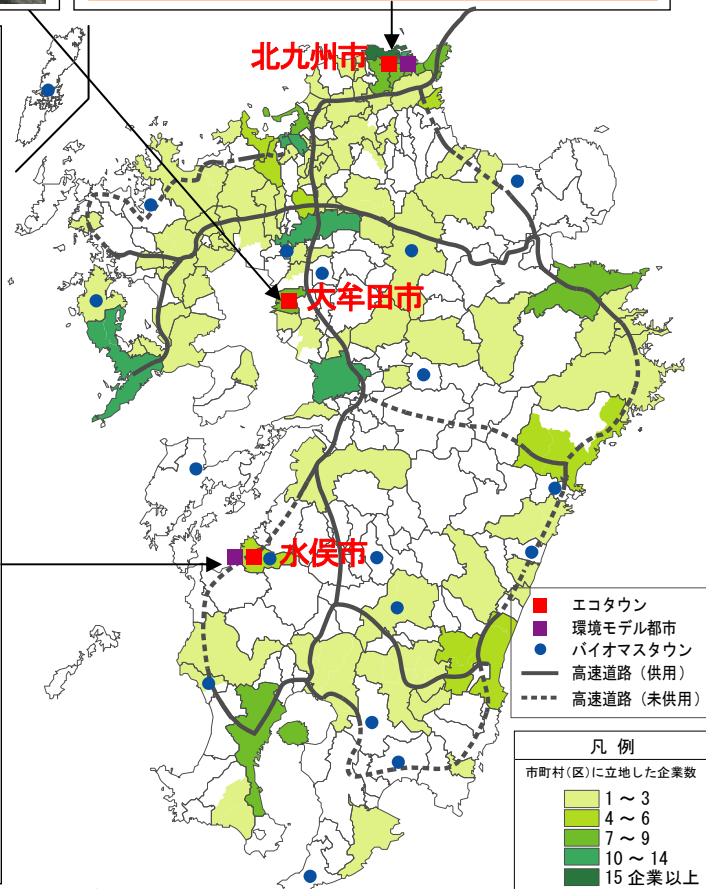 北九州市
大牟田市
水俣市
エコタウン
環境モデル都市
バイオマスタウン
高速道路（供用）
高速道路（未供用）
凡 例
市町村（区）に立地した企業数
1 ～ 3
4 ～ 6
7 ～ 9
10 ～ 14
15 企業以上